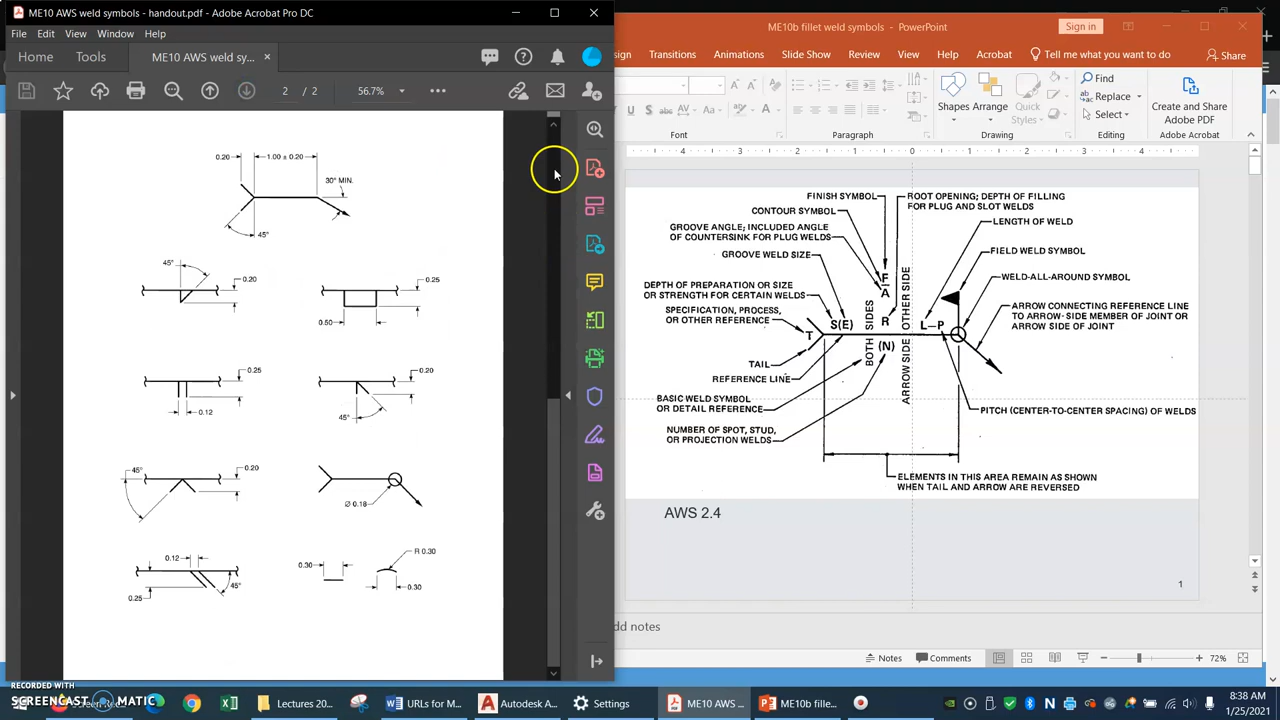 ME10 AWS weld symbols - handout.pdf - Adobe Acrobat Pro DC
File Edit View Window Help
Home Tools ME10 AWS weld sy... ×
2 / 2 56.7%
0.20 1.00 ± 0.20
30° MIN.
45°
45° 0.20
0.25
0.50
0.25
0.12
0.20
45°
45° 0.20
Ø 0.18
0.12
0.25
45°
0.30
R 0.30
0.30
ME10b fillet weld symbols - PowerPoint
Sign in
sign Transitions Animations Slide Show Review View Help Acrobat Tell me what you want to do Share
Shapes Arrange Quick Styles
Find
Replace
Select
Create and Share
Adobe PDF
Font Paragraph Drawing Editing Adobe Acrobat
4 3 2 1 0 1 2 3 4
FINISH SYMBOL
CONTOUR SYMBOL
GROOVE ANGLE; INCLUDED ANGLE
OF COUNTERSINK FOR PLUG WELDS
GROOVE WELD SIZE
DEPTH OF PREPARATION OR SIZE
OR STRENGTH FOR CERTAIN WELDS
SPECIFICATION, PROCESS,
OR OTHER REFERENCE
TAIL
REFERENCE LINE
BASIC WELD SYMBOL
OR DETAIL REFERENCE
NUMBER OF SPOT, STUD,
OR PROJECTION WELDS
ROOT OPENING; DEPTH OF FILLING
FOR PLUG AND SLOT WELDS
LENGTH OF WELD
FIELD WELD SYMBOL
WELD-ALL-AROUND SYMBOL
ARROW CONNECTING REFERENCE LINE
TO ARROW-SIDE MEMBER OF JOINT OR
ARROW SIDE OF JOINT
F
A
R
T S(E) L–P
(N)
BOTH SIDES
ARROW SIDE OTHER SIDE
PITCH (CENTER-TO-CENTER SPACING) OF WELDS
ELEMENTS IN THIS AREA REMAIN AS SHOWN
WHEN TAIL AND ARROW ARE REVERSED
AWS 2.4
1
dd notes
Notes Comments 72%
RECORDED WITH
SCREENCAST MATIC
Lectures 20... URLs for M... Autodesk A... Settings ME10 AWS ... ME10b fille...
8:38 AM
1/25/2021